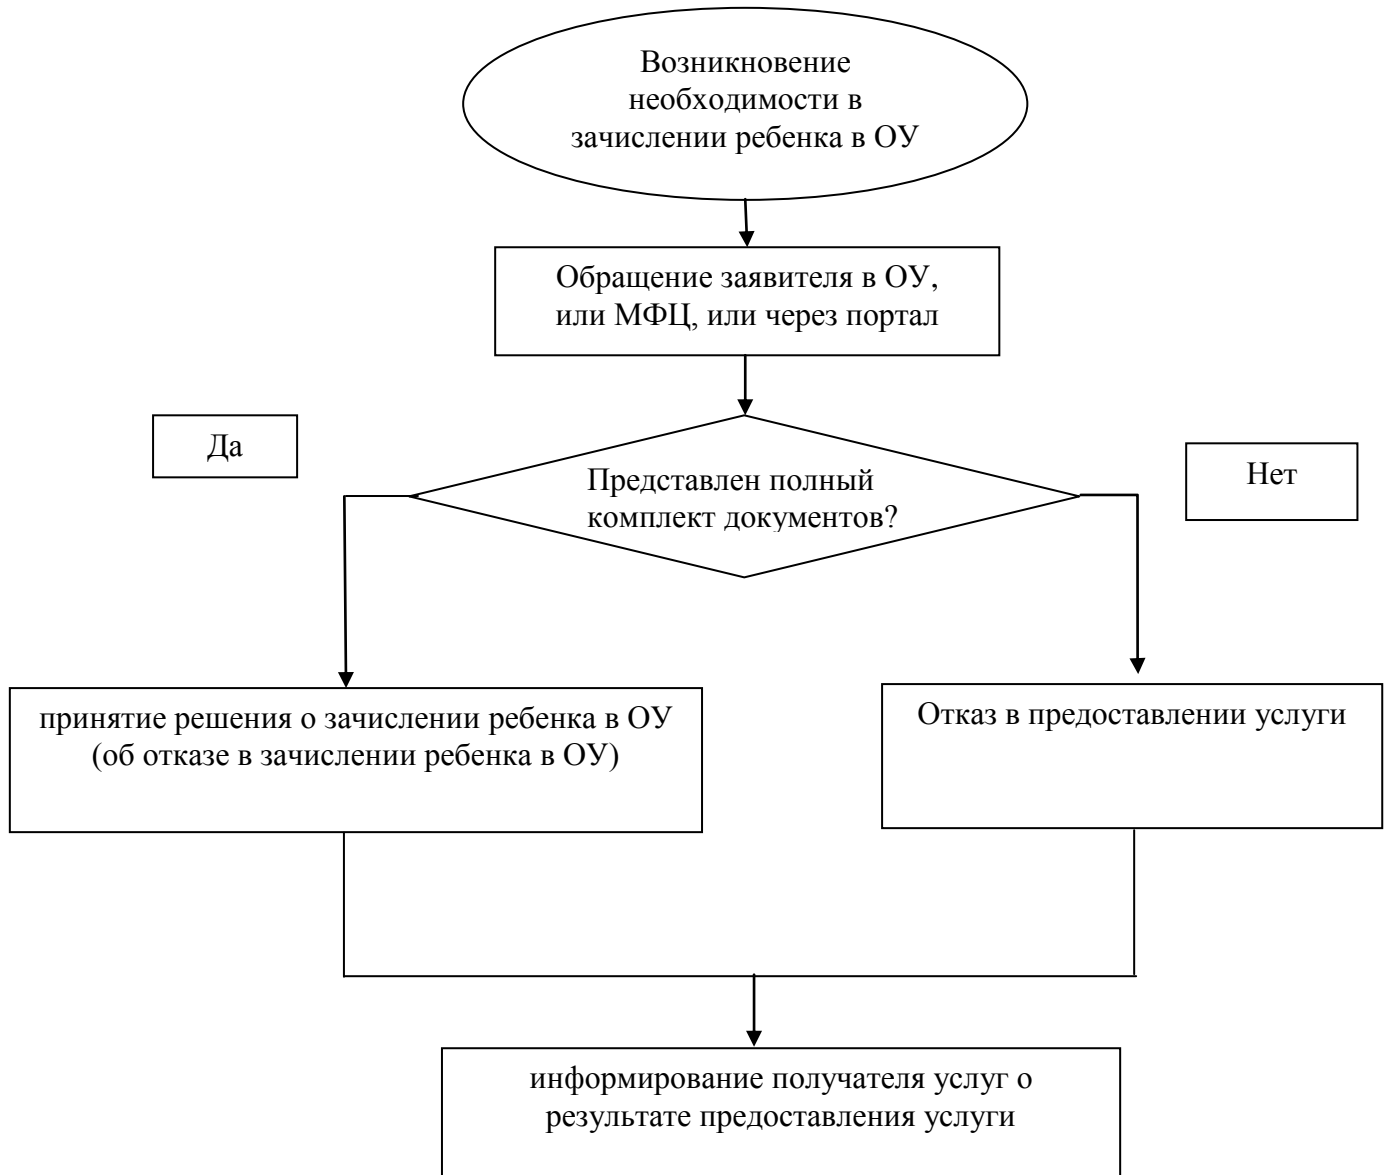 Возникновение
необходимости в
зачислении ребенка в ОУ
Обращение заявителя в ОУ,
или МФЦ, или через портал
Да
Представлен полный
комплект документов?
Нет
принятие решения о зачислении ребенка в ОУ
(об отказе в зачислении ребенка в ОУ)
Отказ в предоставлении услуги
информирование получателя услуг о
результате предоставления услуги